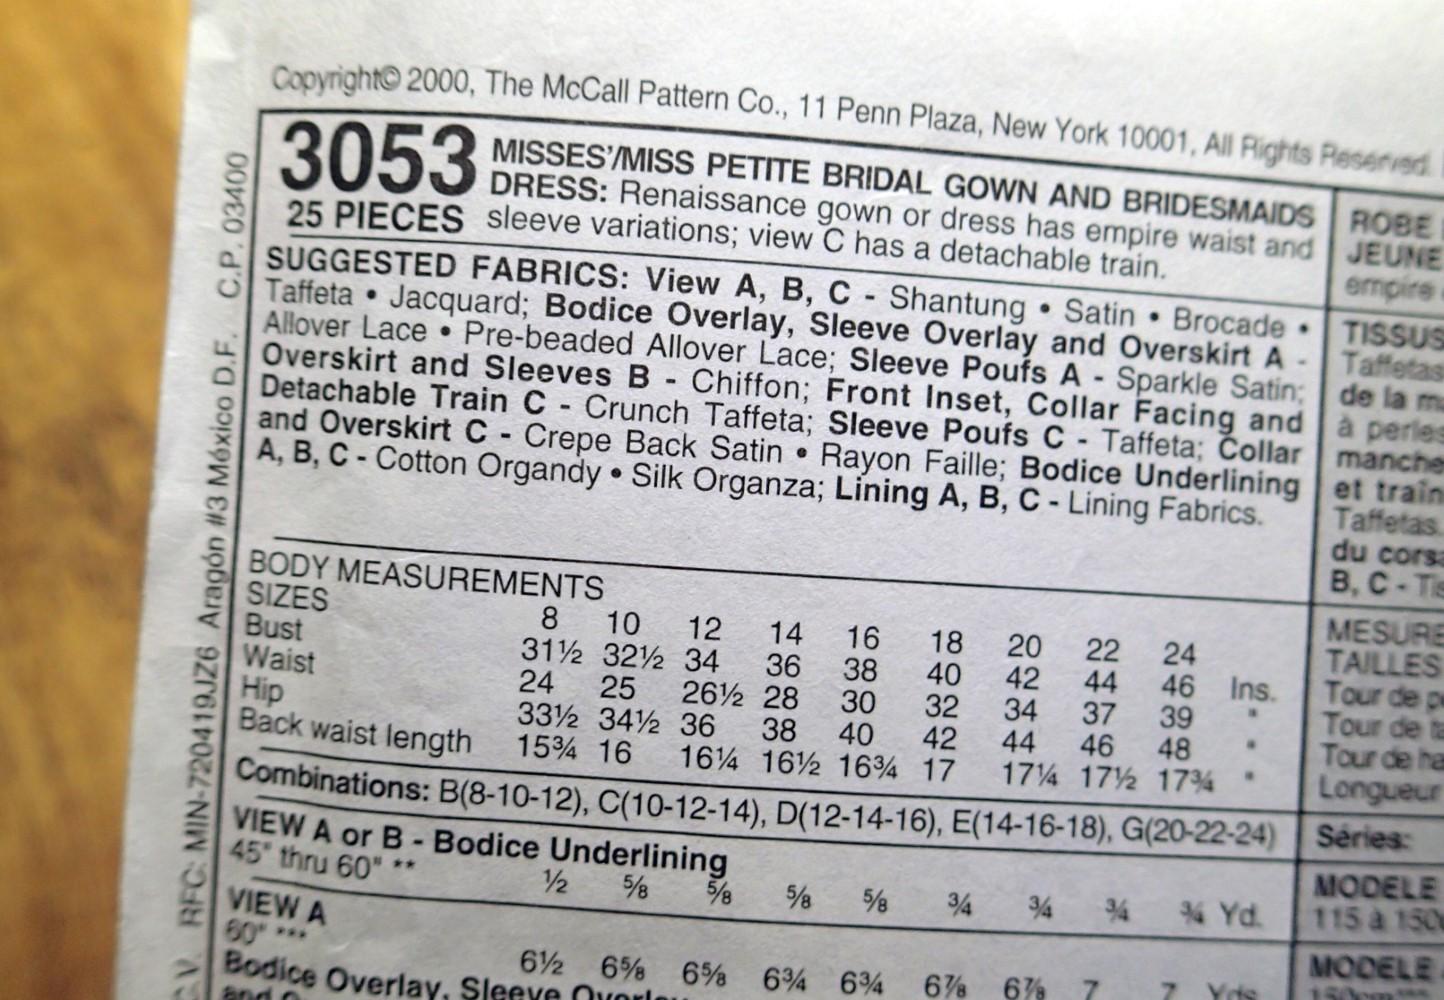 Copyright© 2000, The McCall Pattern Co., 11 Penn Plaza, New York 10001, All Rights Reserved.
3053
25 PIECES
MISSES'/MISS PETITE BRIDAL GOWN AND BRIDESMAIDS
DRESS: Renaissance gown or dress has empire waist and
sleeve variations; view C has a detachable train.
SUGGESTED FABRICS: View A, B, C - Shantung • Satin • Brocade •
Taffeta • Jacquard; Bodice Overlay, Sleeve Overlay and Overskirt A -
Allover Lace • Pre-beaded Allover Lace; Sleeve Poufs A - Sparkle Satin;
Overskirt and Sleeves B - Chiffon; Front Inset, Collar Facing and
Detachable Train C - Crunch Taffeta; Sleeve Poufs C - Taffeta; Collar
and Overskirt C - Crepe Back Satin • Rayon Faille; Bodice Underlining
A, B, C - Cotton Organdy • Silk Organza; Lining A, B, C - Lining Fabrics.
BODY MEASUREMENTS
SIZES 8 10 12 14 16 18 20 22 24
Bust 31½ 32½ 34 36 38 40 42 44 46 Ins.
Waist 24 25 26½ 28 30 32 34 37 39 "
Hip 33½ 34½ 36 38 40 42 44 46 48 "
Back waist length 15¾ 16 16¼ 16½ 16¾ 17 17¼ 17½ 17¾ "
Combinations: B(8-10-12), C(10-12-14), D(12-14-16), E(14-16-18), G(20-22-24)
VIEW A or B - Bodice Underlining
45" thru 60" ** ½ ⅝ ⅝ ⅝ ⅝ ¾ ¾ ¾ ¾ Yd.
VIEW A
60" *** 6½ 6⅝ 6⅝ 6¾ 6¾ 6⅞ 6⅞ 7 7 Yds
Bodice Overlay, Sleeve Overlay
and
ROBE
JEUNE
empire
TISSUS
Taffetas
de la
à perles
manche
et traîn
Taffetas.
du corsa
B, C - Tis
MESURE
TAILLES
Tour de
Tour de
Tour de ha
Longueur
Séries:
MODELE
115 à 150
MODELE
C.V. RFC: MIN-720419JZ6 Aragón #3 México D.F. C.P. 03400